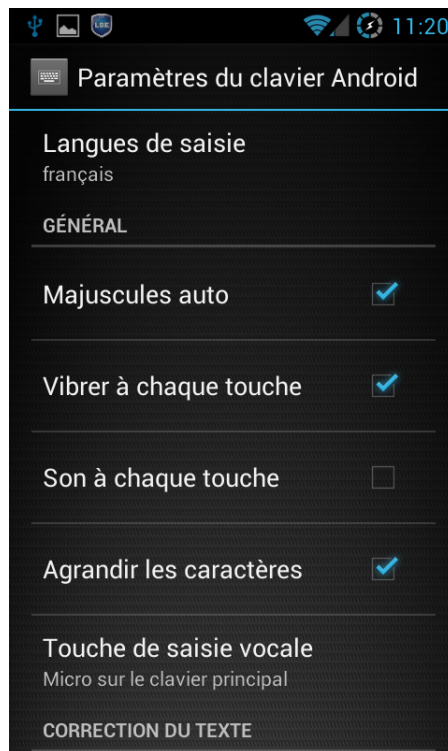 11:20
Paramètres du clavier Android
Langues de saisie
français
GÉNÉRAL
Majuscules auto
Vibrer à chaque touche
Son à chaque touche
Agrandir les caractères
Touche de saisie vocale
Micro sur le clavier principal
CORRECTION DU TEXTE